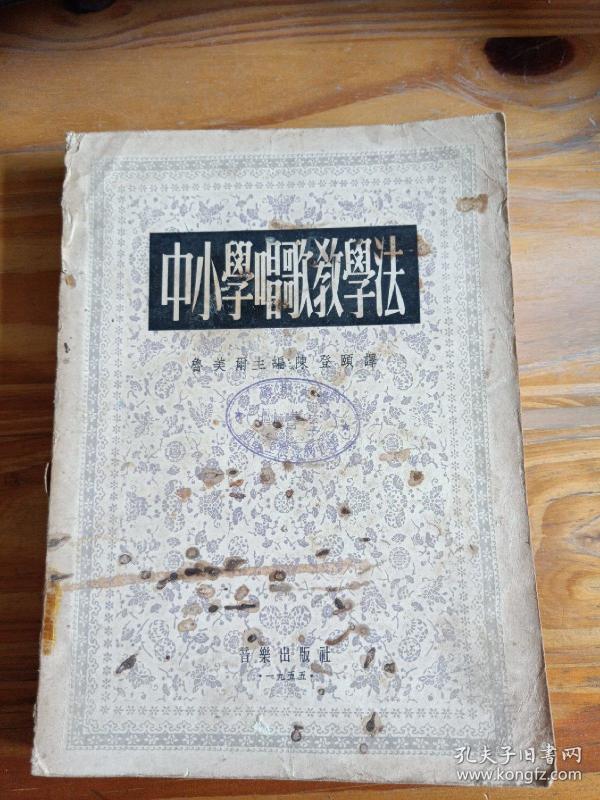 中小學唱歌教學法
魯美爾主編 陳登頤譯
音樂出版社
·一九五五·
孔夫子旧书网
www.kongfz.com